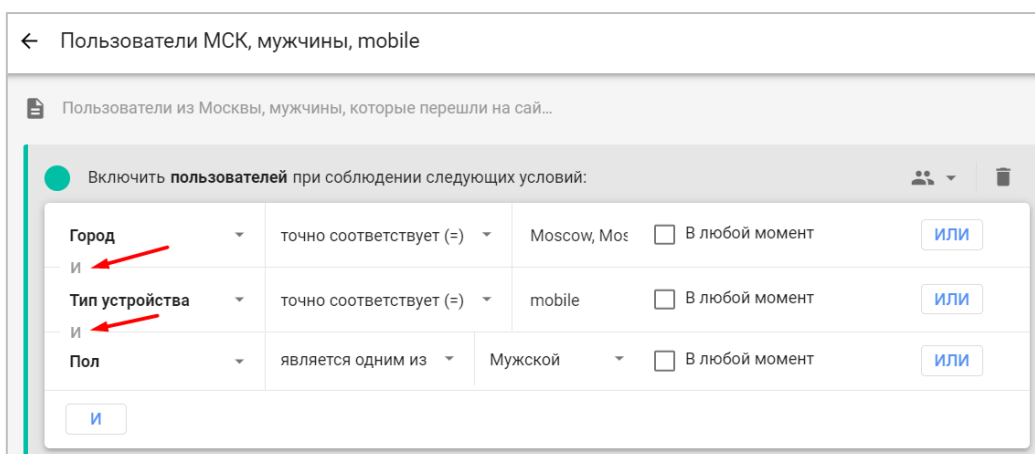 Пользователи МСК, мужчины, mobile
Пользователи из Москвы, мужчины, которые перешли на сай...
Включить пользователей при соблюдении следующих условий:
Город точно соответствует (=) Moscow, Mos В любой момент ИЛИ
И
Тип устройства точно соответствует (=) mobile В любой момент ИЛИ
И
Пол является одним из Мужской В любой момент ИЛИ
И